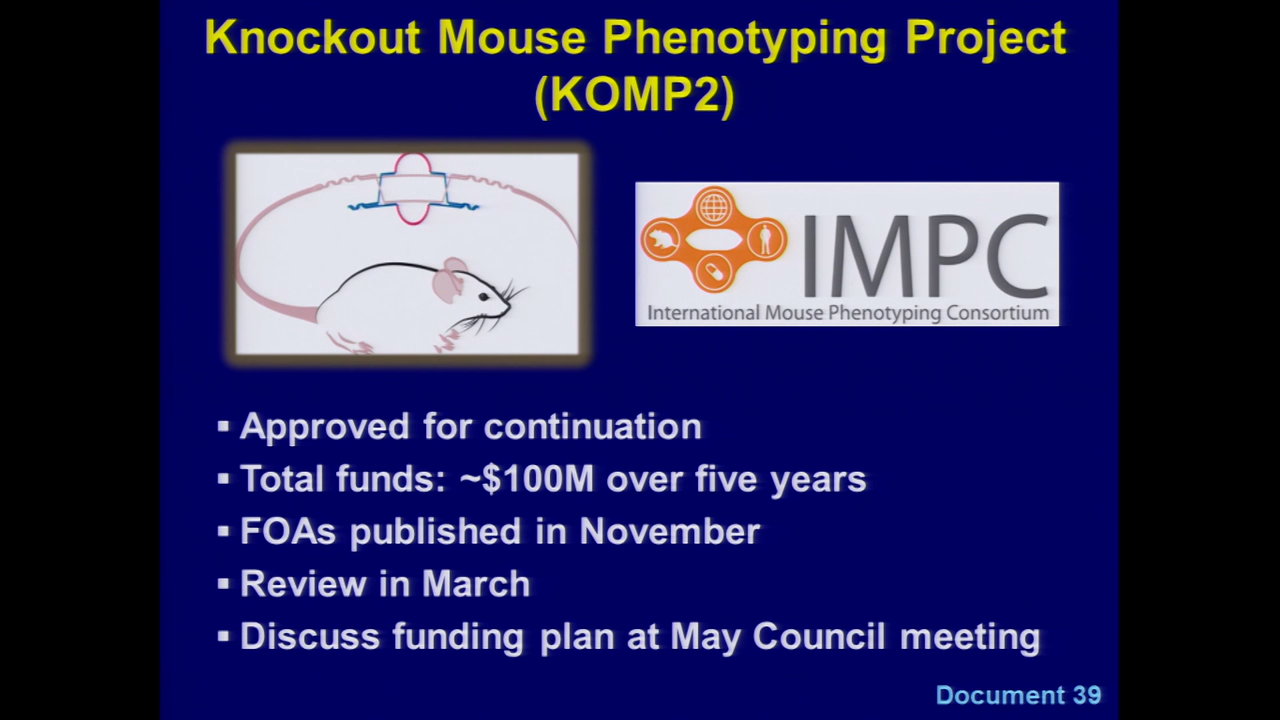 Knockout Mouse Phenotyping Project
(KOMP2)
IMPC
International Mouse Phenotyping Consortium
▪ Approved for continuation
▪ Total funds: ~$100M over five years
▪ FOAs published in November
▪ Review in March
▪ Discuss funding plan at May Council meeting
Document 39